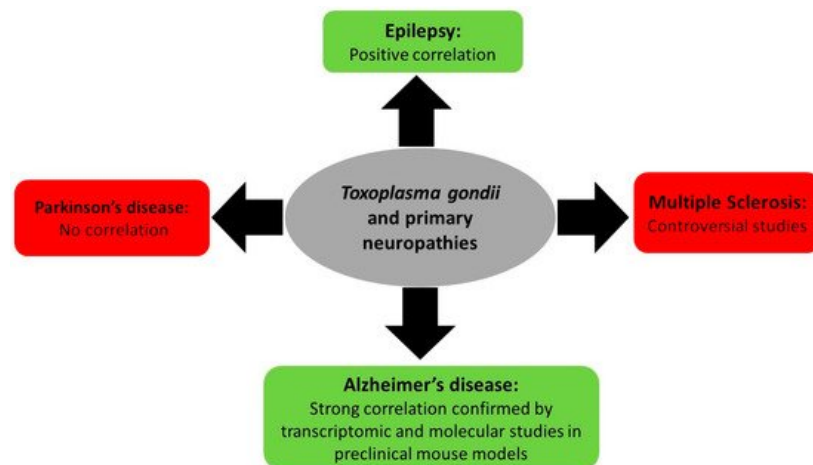 Epilepsy:
Positive correlation
Parkinson's disease:
No correlation
Toxoplasma gondii
and primary
neuropathies
Multiple Sclerosis:
Controversial studies
Alzheimer's disease:
Strong correlation confirmed by
transcriptomic and molecular studies in
preclinical mouse models